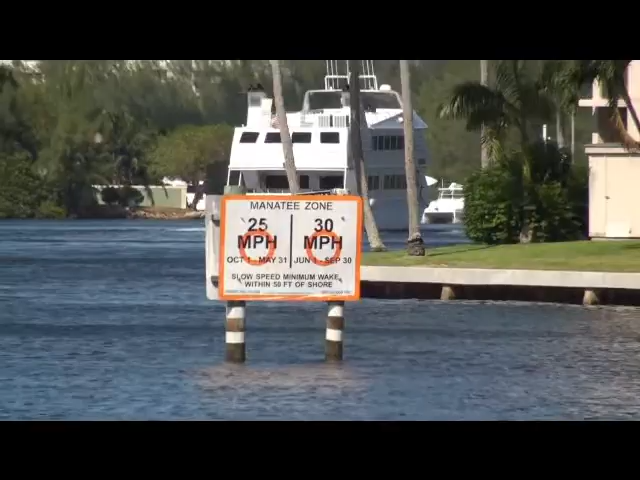 MANATEE ZONE
25 30
MPH MPH
OCT 1 - MAY 31 JUN 1 - SEP 30
SLOW SPEED MINIMUM WAKE
WITHIN 50 FT OF SHORE